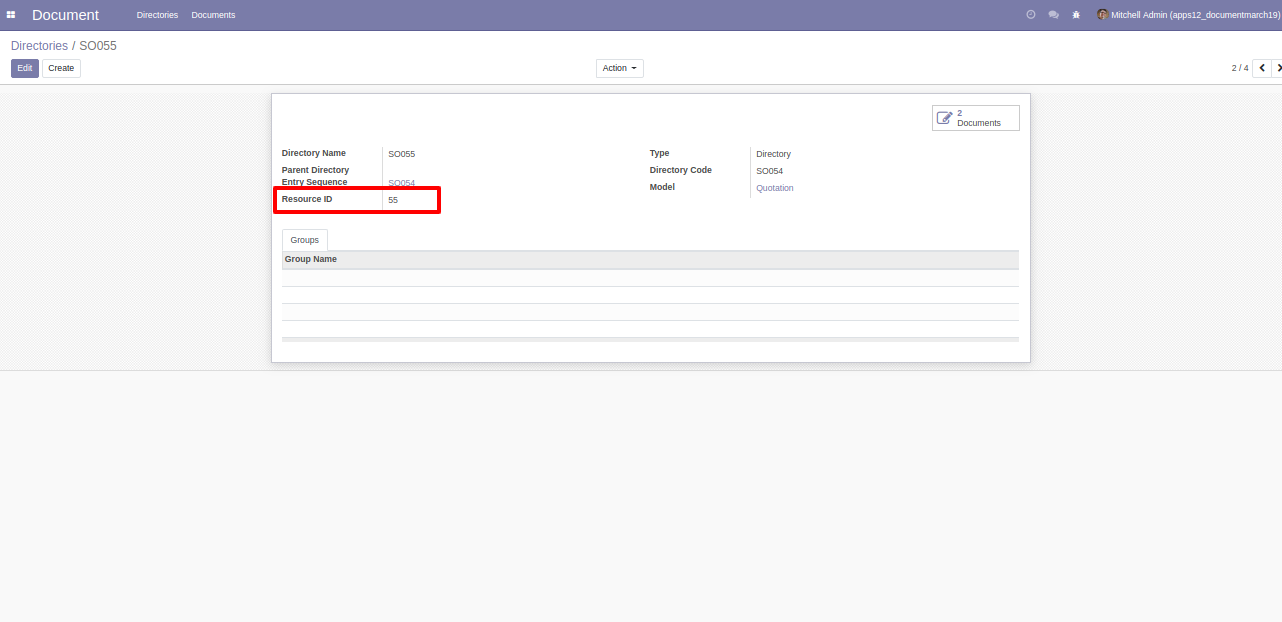 Document Directories Documents Mitchell Admin (apps12_documentmarch19)
Directories / SO055
Edit Create Action 2 / 4
2
Documents
Directory Name SO055 Type Directory
Parent Directory Directory Code SO054
Entry Sequence SO054 Model Quotation
Resource ID 55
Groups
Group Name